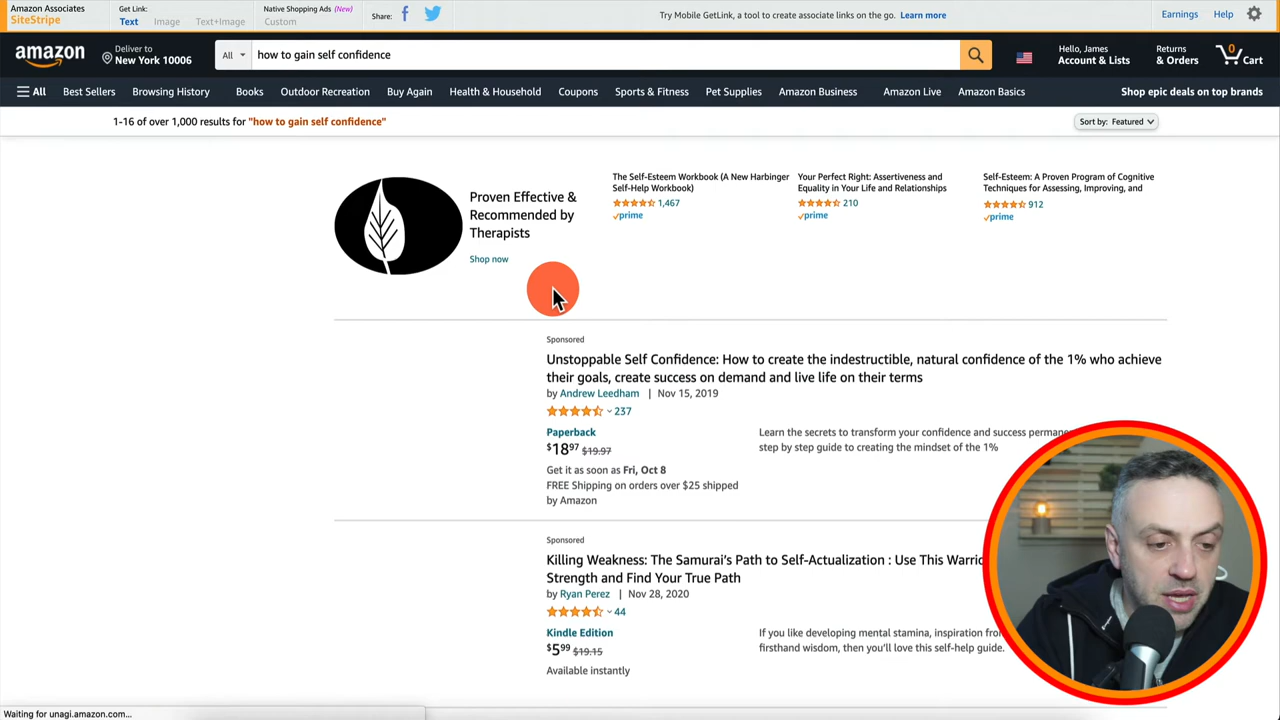 Amazon Associates
SiteStripe
Get Link:
Text Image Text+Image
Native Shopping Ads (New)
Custom
Share:
Try Mobile GetLink, a tool to create associate links on the go. Learn more
Earnings Help
amazon
Deliver to
New York 10006
All
how to gain self confidence
Hello, James
Account & Lists
Returns
& Orders
0
Cart
All Best Sellers Browsing History Books Outdoor Recreation Buy Again Health & Household Coupons Sports & Fitness Pet Supplies Amazon Business Amazon Live Amazon Basics Shop epic deals on top brands
1-16 of over 1,000 results for "how to gain self confidence"
Sort by: Featured
Proven Effective &
Recommended by
Therapists
Shop now
The Self-Esteem Workbook (A New Harbinger
Self-Help Workbook)
1,467
prime
Your Perfect Right: Assertiveness and
Equality in Your Life and Relationships
210
prime
Self-Esteem: A Proven Program of Cognitive
Techniques for Assessing, Improving, and
912
prime
Sponsored
Unstoppable Self Confidence: How to create the indestructible, natural confidence of the 1% who achieve
their goals, create success on demand and live life on their terms
by Andrew Leedham | Nov 15, 2019
237
Paperback
$18.97 $19.97
Get it as soon as Fri, Oct 8
FREE Shipping on orders over $25 shipped
by Amazon
Learn the secrets to transform your confidence and success
step by step guide to creating the mindset of the 1%
Sponsored
Killing Weakness: The Samurai's Path to Self-Actualization : Use This
Strength and Find Your True Path
by Ryan Perez | Nov 28, 2020
44
Kindle Edition
$5.99 $19.15
Available instantly
If you like developing mental stamina, inspiration
firsthand wisdom, then you'll love this self-help guide.
Waiting for unagi.amazon.com...